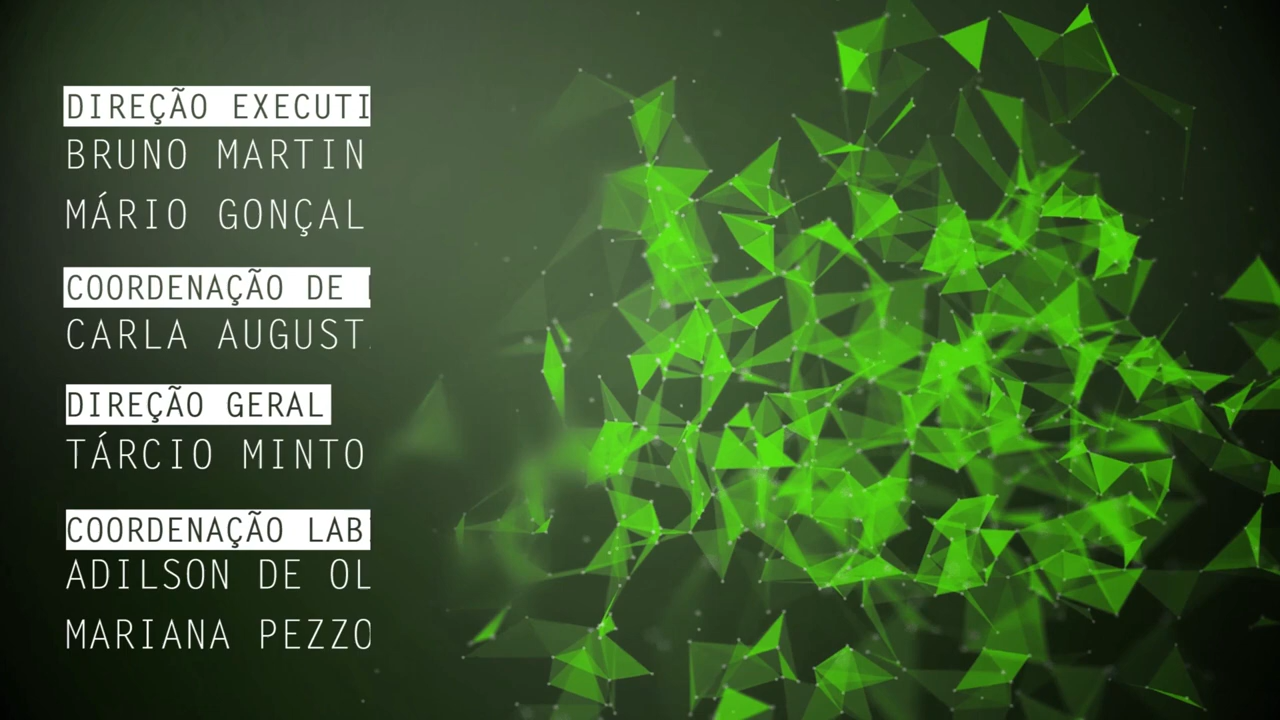 DIREÇÃO EXECUTI
BRUNO MARTIN
MÁRIO GONÇAL
COORDENAÇÃO DE
CARLA AUGUST
DIREÇÃO GERAL
TÁRCIO MINTO
COORDENAÇÃO LAB
ADILSON DE OL
MARIANA PEZZO